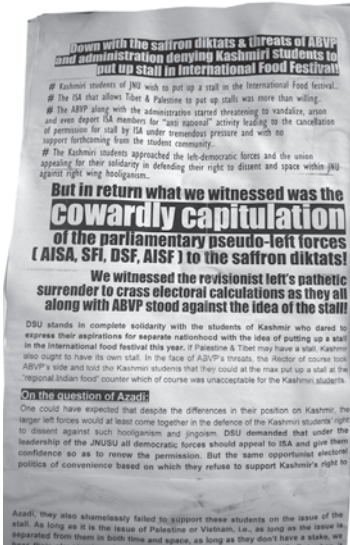 Down with the saffron diktats & threats of ABVP
and administration denying Kashmiri students to
put up stall in International Food Festival!
# Kashmiri students of JNU wish to put up a stall in the International Food festival..
# The ISA that allows Tibet & Palestine to put up stalls was more than willing..
# The ABVP along with the administration started threatening to vandalize, arson
and even deport ISA members for "anti national" activity leading to the cancellation
of permission for stall by ISA under tremendous pressure and with no
support forthcoming from the student community..
# The Kashmiri students approached the left-democratic forces and the union
appealing for their solidarity in defending their right to dissent and space within JNU
against right wing hooliganism..
But in return what we witnessed was the
cowardly capitulation
of the parliamentary pseudo-left forces
( AISA, SFI, DSF, AISF ) to the saffron diktats!
We witnessed the revisionist left's pathetic
surrender to crass electoral calculations as they all
along with ABVP stood against the idea of the stall!
DSU stands in complete solidarity with the students of Kashmir who dared to
express their aspirations for separate nationhood with the idea of putting up a stall
in the international food festival this year. if Palestine & Tibet may have a stall, Kashmir
also ought to have its own stall. In the face of ABVP's threats, the Rector of course took
ABVP's side and told the Kashmiri students that they could at the max put up a stall at the
"regional Indian food" counter which of course was unacceptable for the Kashmiri students.
On the question of Azadi:
One could have expected that despite the differences in their position on Kashmir, the
larger left forces would at least come together in the defence of the Kashmiri students' right
to dissent against such hooliganism and jingoism. DSU demanded that under the
leadership of the JNUSU all democratic forces should appeal to ISA and give them
confidence so as to renew the permission. But the same opportunist electoral
politics of convenience based on which they refuse to support Kashmir's right to
Azadi, they also shamelessly failed to support these students on the issue of the
stall. As long as it is the issue of Palestine or Vietnam, i.e., as long as the issue is
separated from them in both time and space, as long as they don't have a stake, we